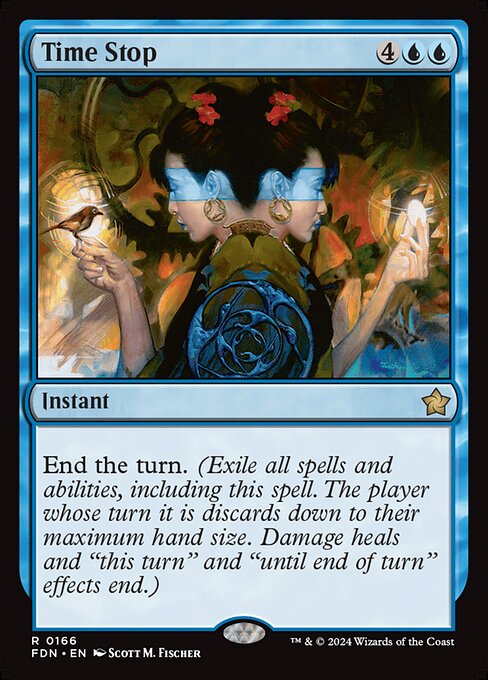 Time Stop 4
Instant
End the turn. (Exile all spells and
abilities, including this spell. The player
whose turn it is discards down to their
maximum hand size. Damage heals
and “this turn” and “until end of turn”
effects end.)
R 0166
FDN • EN Scott M. Fischer
™ & © 2024 Wizards of the Coast